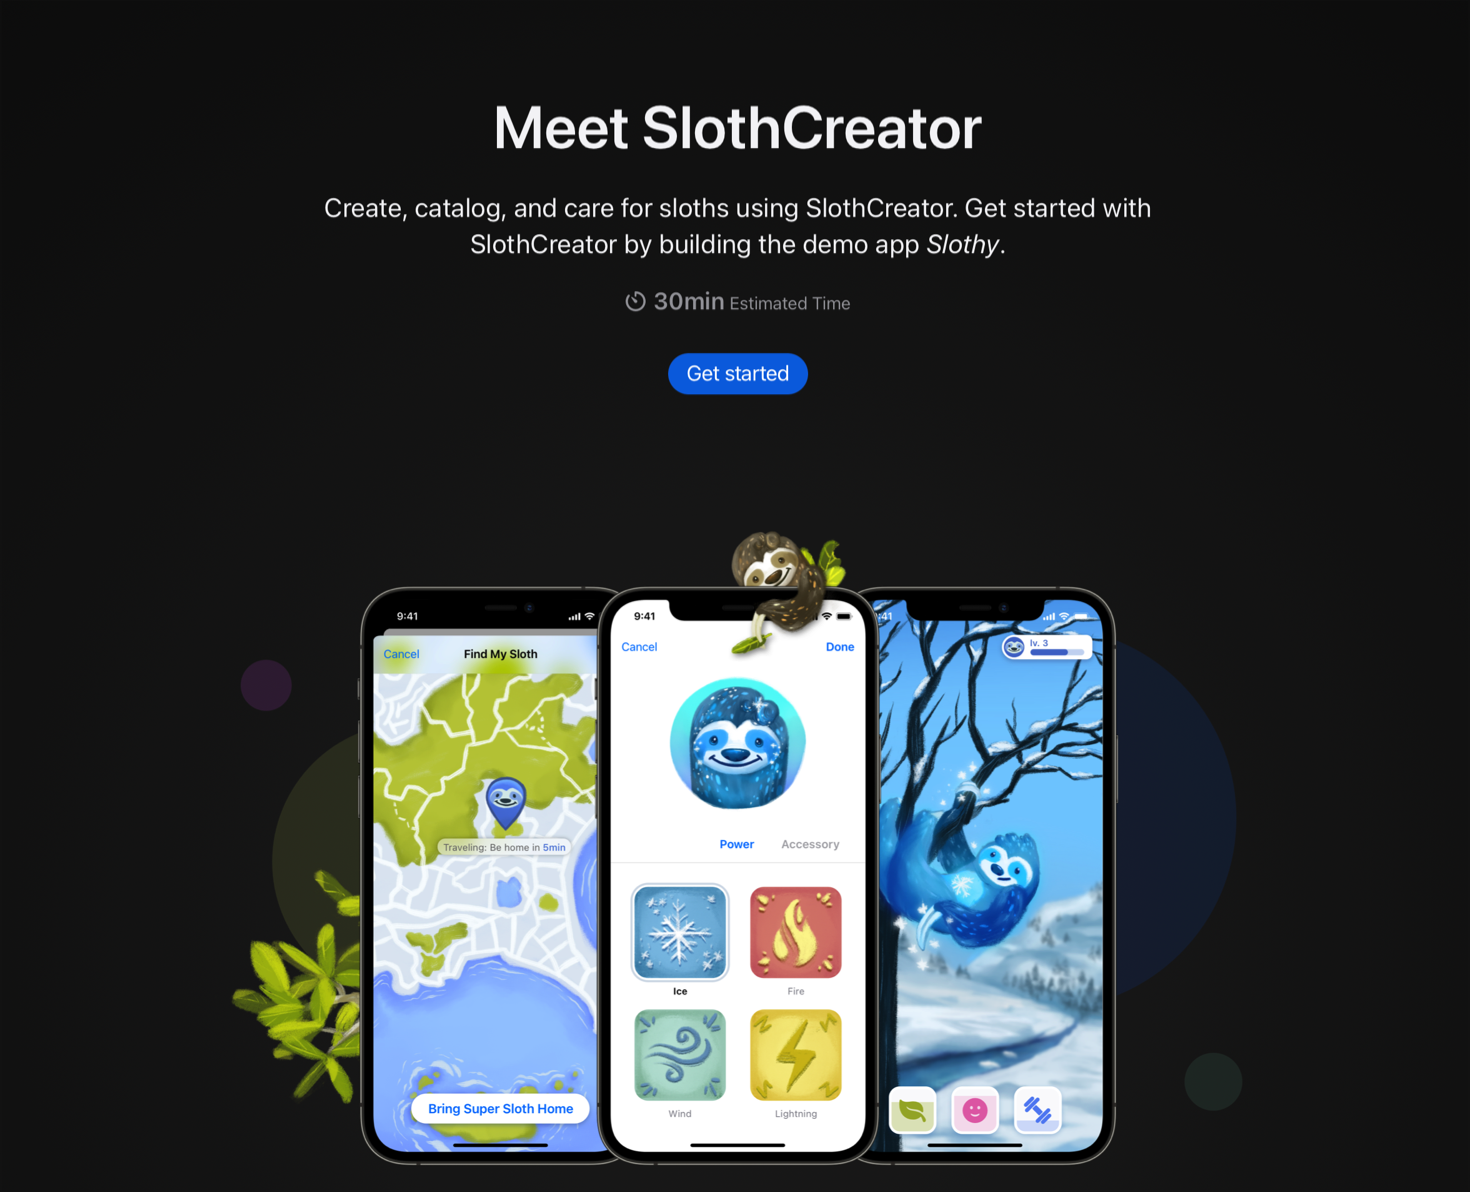 Meet SlothCreator
Create, catalog, and care for sloths using SlothCreator. Get started with
SlothCreator by building the demo app Slothy.
30min Estimated Time
Get started
9:41
Cancel
Find My Sloth
Traveling: Be home in 5min
Bring Super Sloth Home
9:41
Cancel
Done
Power
Accessory
Ice
Fire
Wind
Lightning
:41
lv. 3